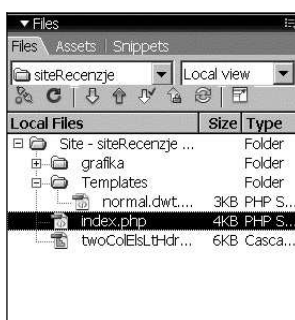 Files
Files Assets Snippets
siteRecenzje Local view
Local Files Size Type
Site - siteRecenzje ... Folder
grafika Folder
Templates Folder
normal.dwt.... 3KB PHP S...
index.php 4KB PHP S...
twoColElsLtHdr... 6KB Casca...